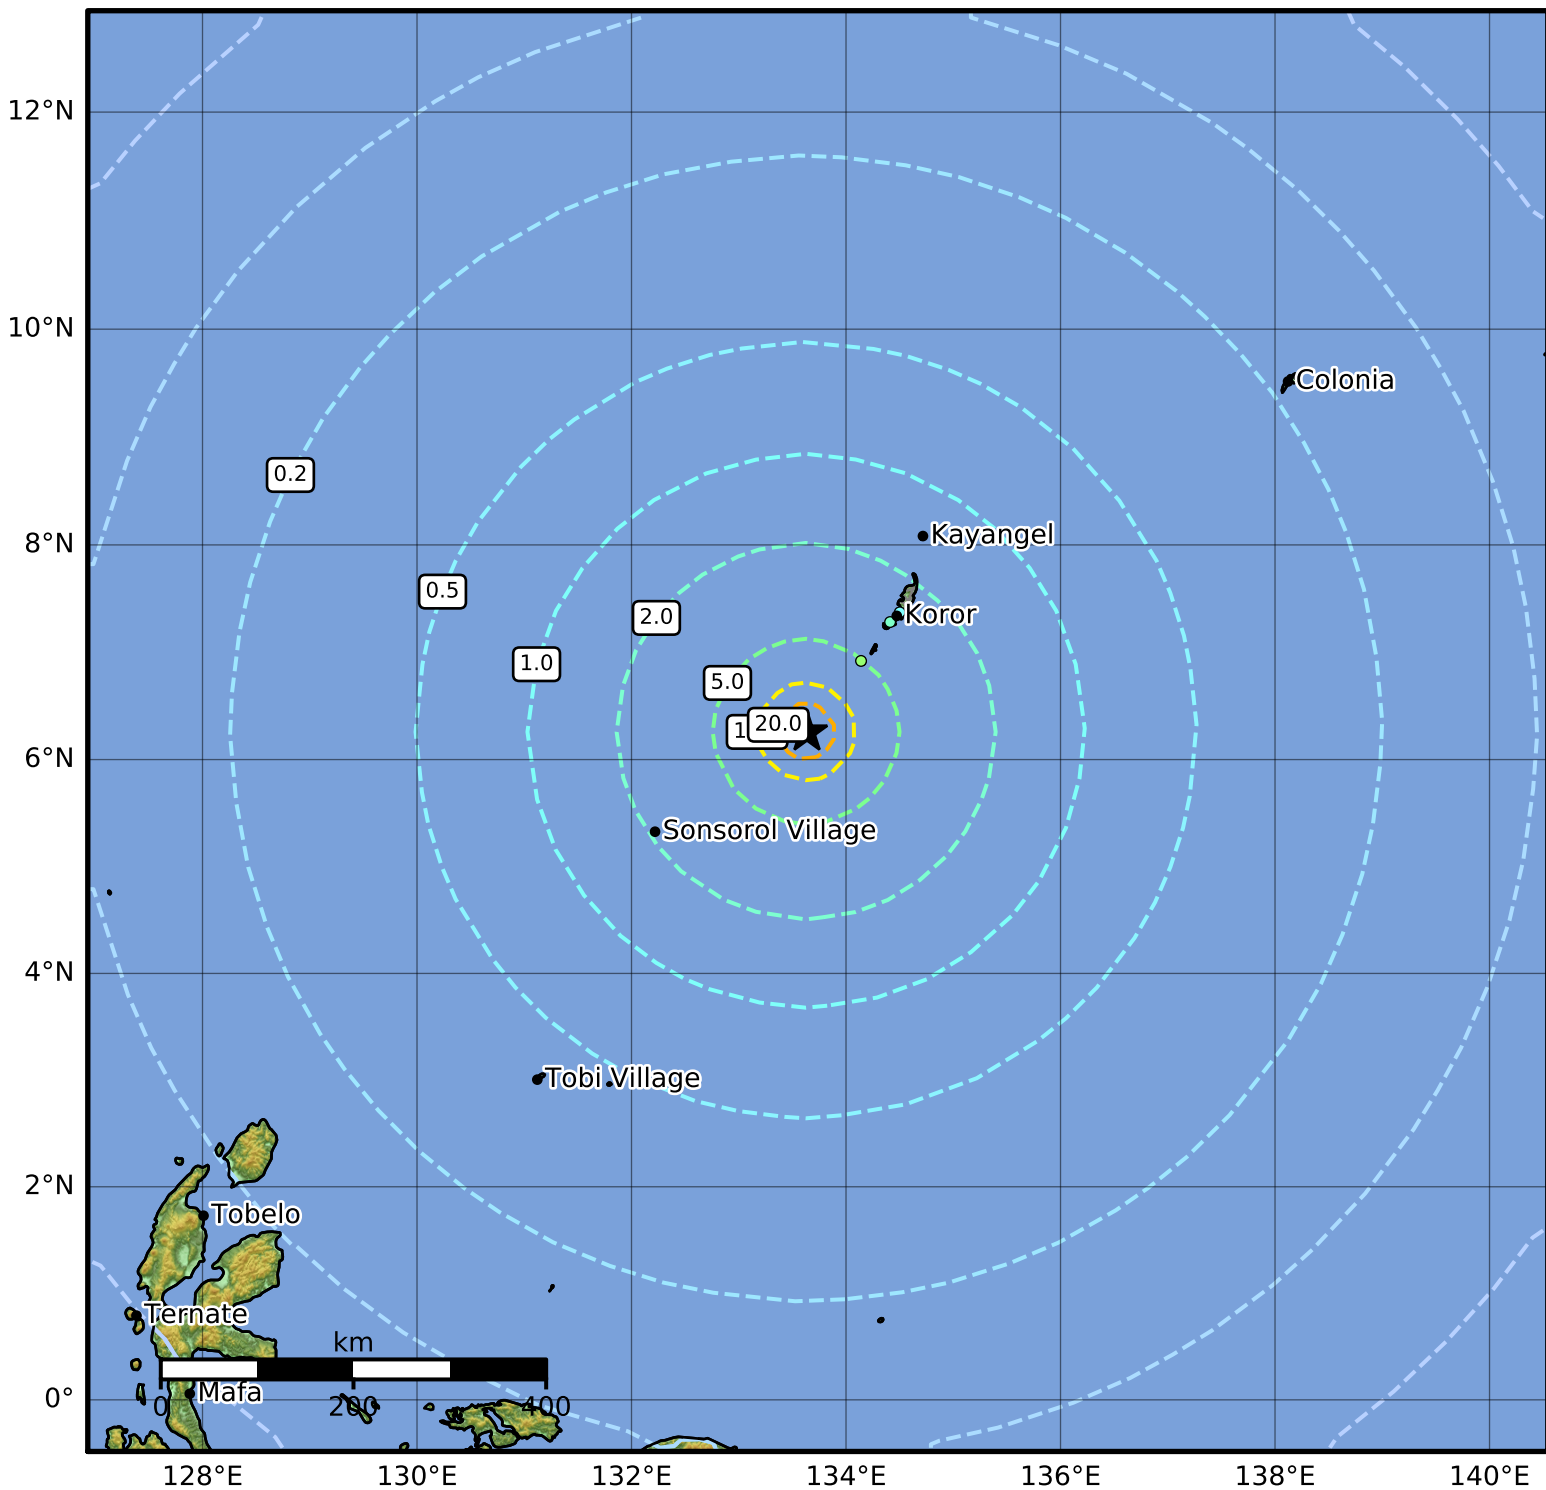 12°N
10°N
Colonia
0.2
8°N
Kayangel
0.5
2.0
Koror
1.0
5.0
20.0
6°N
Sonsorol Village
4°N
Tobi Village
2°N
Tobelo
Ternate
km
0°
Mafa
0 200 400
128°E 130°E 132°E 134°E 136°E 138°E 140°E